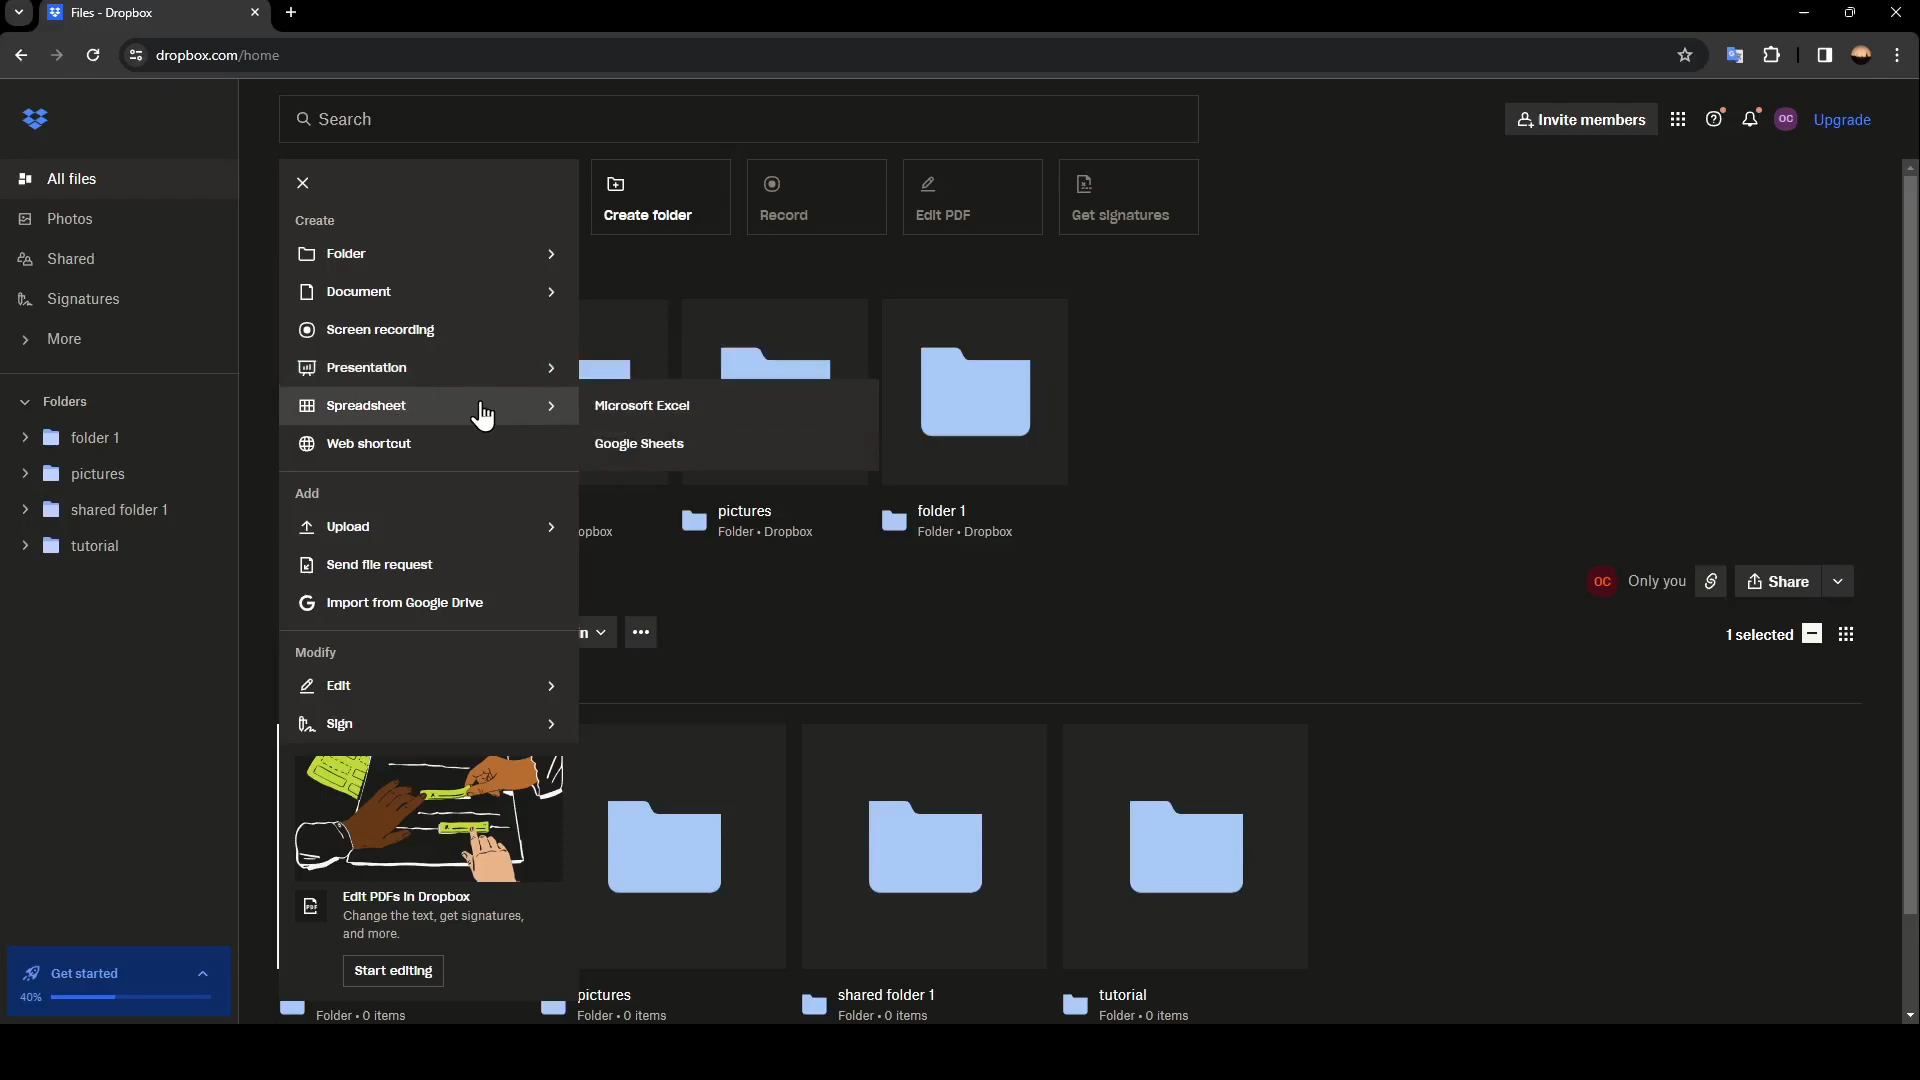 Files - Dropbox
dropbox.com/home
Search
Invite members
OC
Upgrade
All files
Photos
Shared
Signatures
More
Folders
folder 1
pictures
shared folder 1
tutorial
Get started
40%
Create
Folder
Document
Screen recording
Presentation
Spreadsheet
Web shortcut
Microsoft Excel
Google Sheets
Add
Upload
Send file request
Import from Google Drive
Modify
Edit
Sign
PDF
Edit PDFs in Dropbox
Change the text, get signatures,
and more.
Start editing
Create folder
Record
Edit PDF
Get signatures
opbox
pictures
Folder • Dropbox
folder 1
Folder • Dropbox
OC
Only you
Share
in
1 selected
Folder • 0 items
pictures
Folder • 0 items
shared folder 1
Folder • 0 items
tutorial
Folder • 0 items